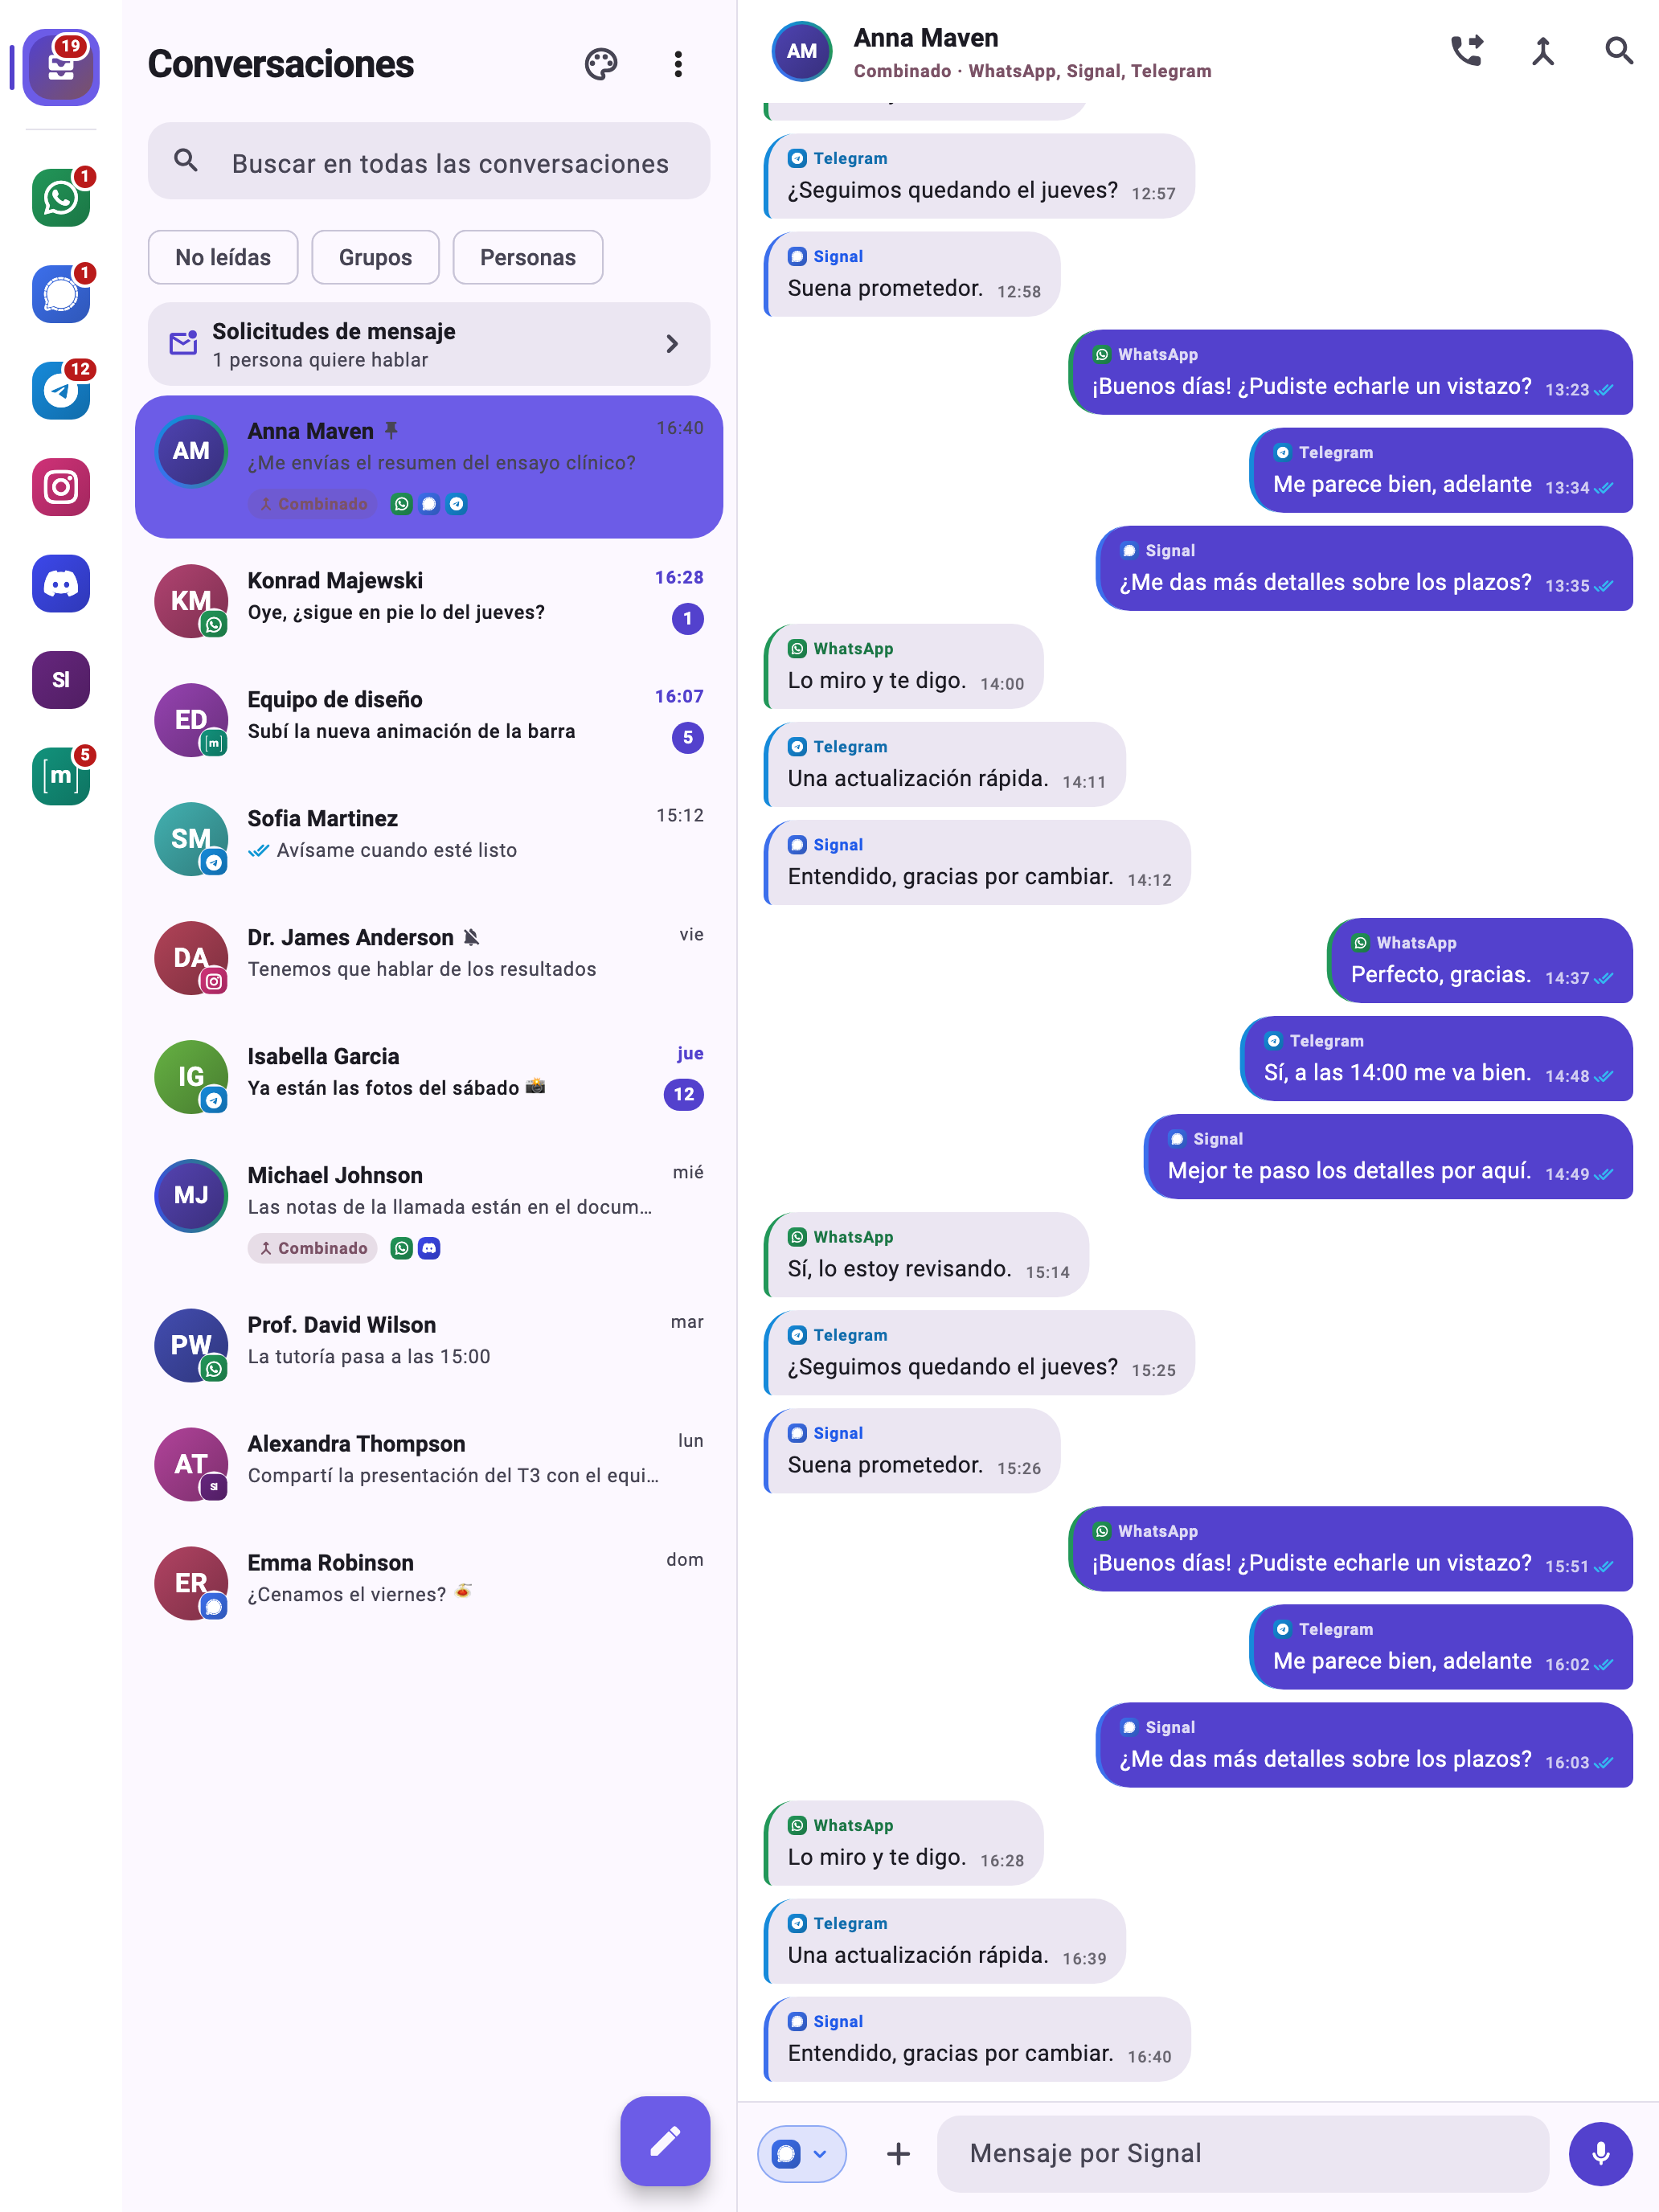 19
1
1
12
Sl
[m]
5
Conversaciones
Buscar en todas las conversaciones
No leídas
Grupos
Personas
Solicitudes de mensaje
1 persona quiere hablar
AM
Anna Maven
16:40
¿Me envías el resumen del ensayo clínico?
Combinado
KM
Konrad Majewski
16:28
Oye, ¿sigue en pie lo del jueves?
1
ED
[m]
Equipo de diseño
16:07
Subí la nueva animación de la barra
5
SM
Sofia Martinez
15:12
Avísame cuando esté listo
DA
Dr. James Anderson
vie
Tenemos que hablar de los resultados
IG
Isabella Garcia
jue
Ya están las fotos del sábado 📸
12
MJ
Michael Johnson
mié
Las notas de la llamada están en el docum…
Combinado
PW
Prof. David Wilson
mar
La tutoría pasa a las 15:00
AT
Sl
Alexandra Thompson
lun
Compartí la presentación del T3 con el equi…
ER
Emma Robinson
dom
¿Cenamos el viernes? 🍝
AM
Anna Maven
Combinado · WhatsApp, Signal, Telegram
Telegram
¿Seguimos quedando el jueves? 12:57
Signal
Suena prometedor. 12:58
WhatsApp
¡Buenos días! ¿Pudiste echarle un vistazo? 13:23
Telegram
Me parece bien, adelante 13:34
Signal
¿Me das más detalles sobre los plazos? 13:35
WhatsApp
Lo miro y te digo. 14:00
Telegram
Una actualización rápida. 14:11
Signal
Entendido, gracias por cambiar. 14:12
WhatsApp
Perfecto, gracias. 14:37
Telegram
Sí, a las 14:00 me va bien. 14:48
Signal
Mejor te paso los detalles por aquí. 14:49
WhatsApp
Sí, lo estoy revisando. 15:14
Telegram
¿Seguimos quedando el jueves? 15:25
Signal
Suena prometedor. 15:26
WhatsApp
¡Buenos días! ¿Pudiste echarle un vistazo? 15:51
Telegram
Me parece bien, adelante 16:02
Signal
¿Me das más detalles sobre los plazos? 16:03
WhatsApp
Lo miro y te digo. 16:28
Telegram
Una actualización rápida. 16:39
Signal
Entendido, gracias por cambiar. 16:40
Mensaje por Signal